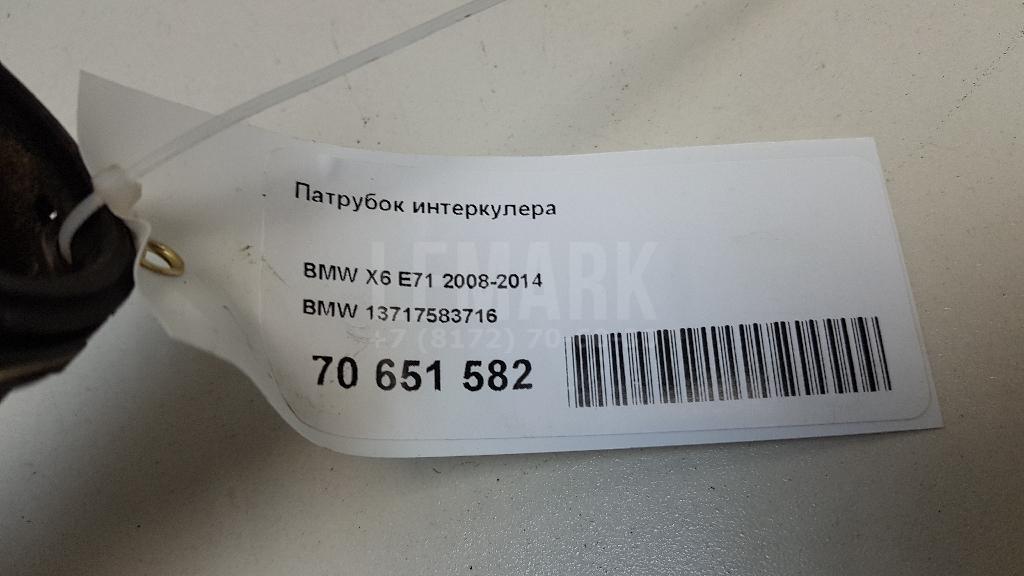 Патрубок интеркулера
LEMARK
BMW X6 E71 2008-2014
BMW 13717583716
+7 (8172) 70
70 651 582